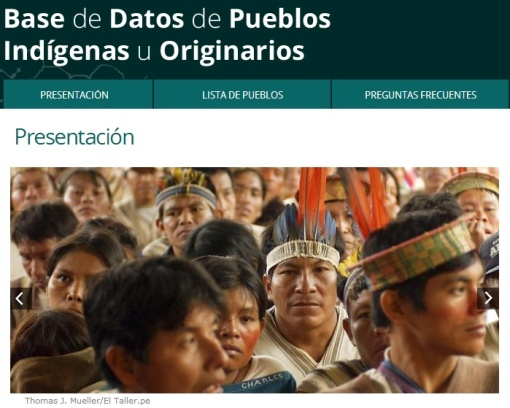 Base de Datos de Pueblos
Indígenas u Originarios
PRESENTACIÓN
LISTA DE PUEBLOS
PREGUNTAS FRECUENTES
Presentación
CHARLES
Thomas J. Mueller/El Taller.pe